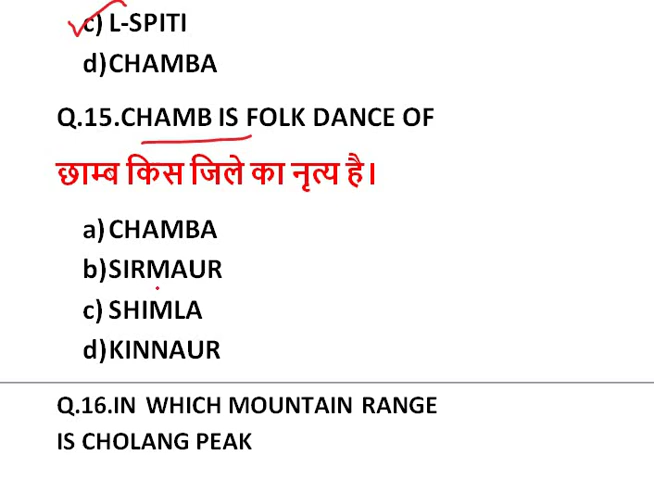 c) L-SPITI
d) CHAMBA
Q.15.CHAMB IS FOLK DANCE OF
छाम्ब किस जिले का नृत्य है।
a) CHAMBA
b) SIRMAUR
c) SHIMLA
d) KINNAUR
Q.16.IN WHICH MOUNTAIN RANGE
IS CHOLANG PEAK